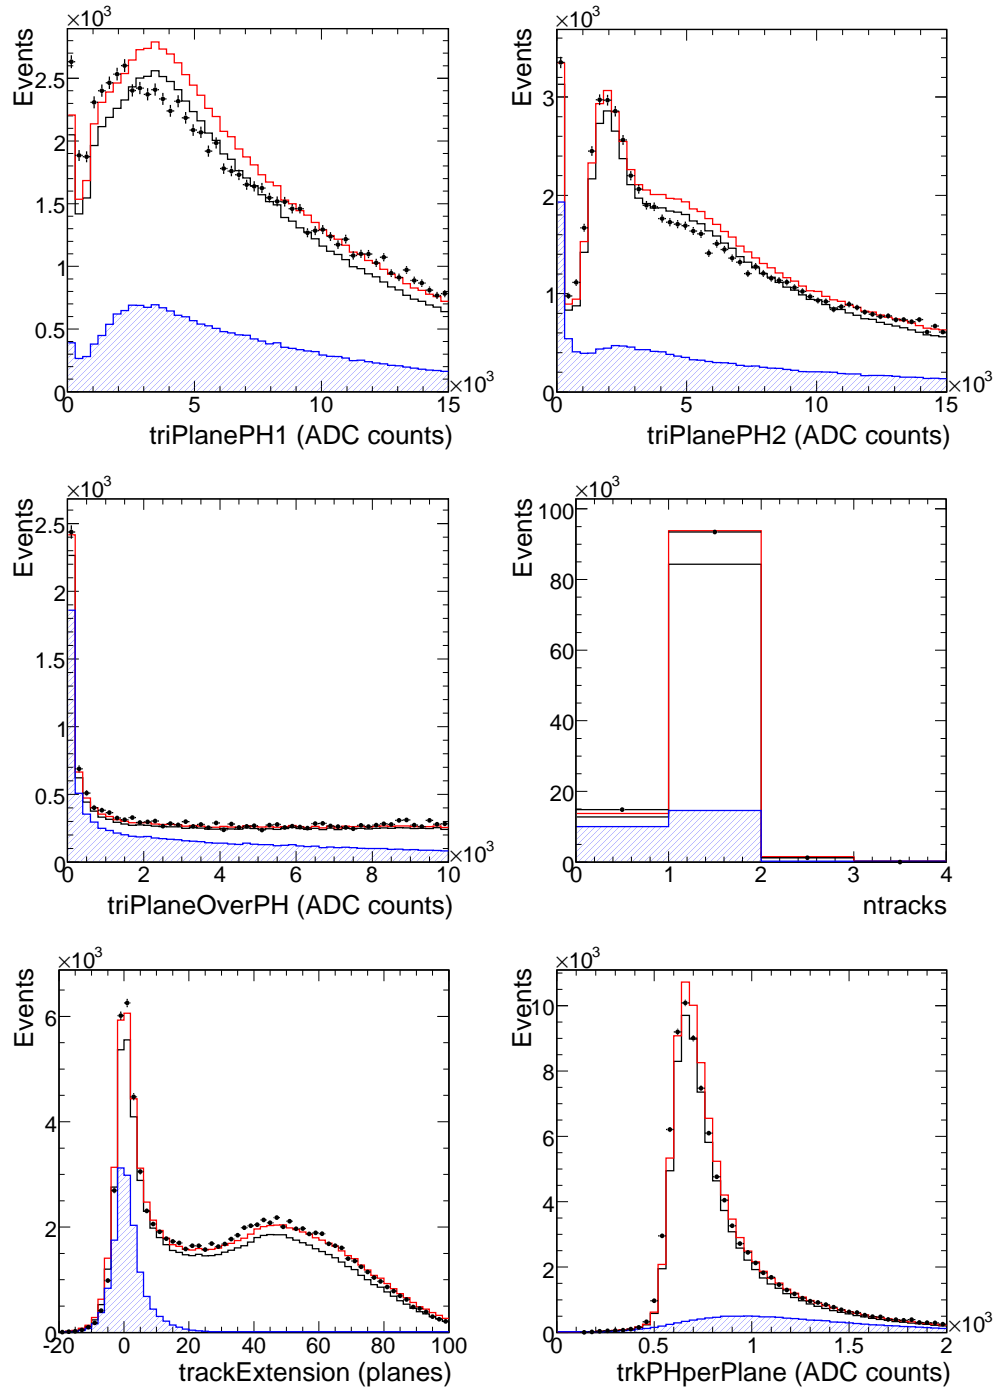 ×10³
×10³
Events
2.5
2
1.5
1
0.5
0
0 5 10 15
×10³
triPlanePH1 (ADC counts)
Events
3
2
1
0
0 5 10 15
×10³
triPlanePH2 (ADC counts)
×10³
Events
2.5
2
1.5
1
0.5
0
0 2 4 6 8 10
×10³
triPlaneOverPH (ADC counts)
×10³
Events
100
80
60
40
20
0
0 1 2 3 4
ntracks
×10³
Events
6
4
2
0
-20 0 20 40 60 80 100
trackExtension (planes)
×10³
Events
10
8
6
4
2
0
0 0.5 1 1.5 2
×10³
trkPHperPlane (ADC counts)